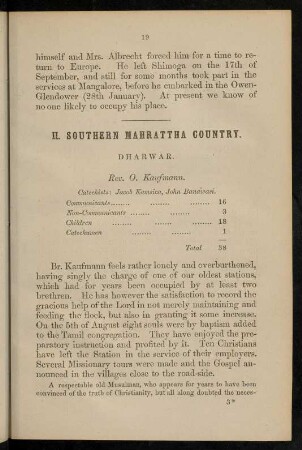 19
himself and Mrs. Albrecht forced him for a time to re-
turn to Europe. He left Shimoga on the 17th of
September, and still for some months took part in the
services at Mangalore, before he embarked in the Owen-
Glendower (28th January). At present we know of
no one likely to occupy his place.
II. SOUTHERN MAHRATTHA COUNTRY.
DHARWAR.
Rev. O. Kaufmann.
Catechists: Jacob Kanaka, John Banawari.
Communicants........ ........ ........ 16
Non-Communicants ........ ........ 3
Children ........ ........ ........ 18
Catechumen ........ ........ ........ 1
Total 38
Br. Kaufmann feels rather lonely and overburthened,
having singly the charge of one of our oldest stations,
which had for years been occupied by at least two
brethren. He has however the satisfaction to record the
gracious help of the Lord in not merely maintaining and
feeding the flock, but also in granting it some increase.
On the 5th of August eight souls were by baptism added
to the Tamil congregation. They have enjoyed the pre-
paratory instruction and profited by it. Ten Christians
have left the Station in the service of their employers.
Several Missionary tours were made and the Gospel an-
nounced in the villages close to the road-side.
A respectable old Musalman, who appears for years to have been
convinced of the truth of Christianity, but all along doubted the neces-
3*